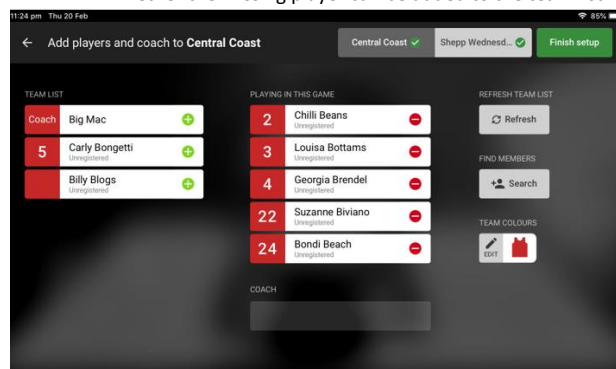 11:24 pm Thu 20 Feb
85%
← Add players and coach to Central Coast
Central Coast
Shepp Wednesd...
Finish setup
TEAM LIST
PLAYING IN THIS GAME
REFRESH TEAM LIST
Coach Big Mac
2 Chilli Beans
Unregistered
Refresh
5 Carly Bongetti
Unregistered
3 Louisa Bottams
Unregistered
FIND MEMBERS
Billy Blogs
Unregistered
4 Georgia Brendel
Unregistered
Search
22 Suzanne Biviano
Unregistered
TEAM COLOURS
EDIT
24 Bondi Beach
Unregistered
COACH